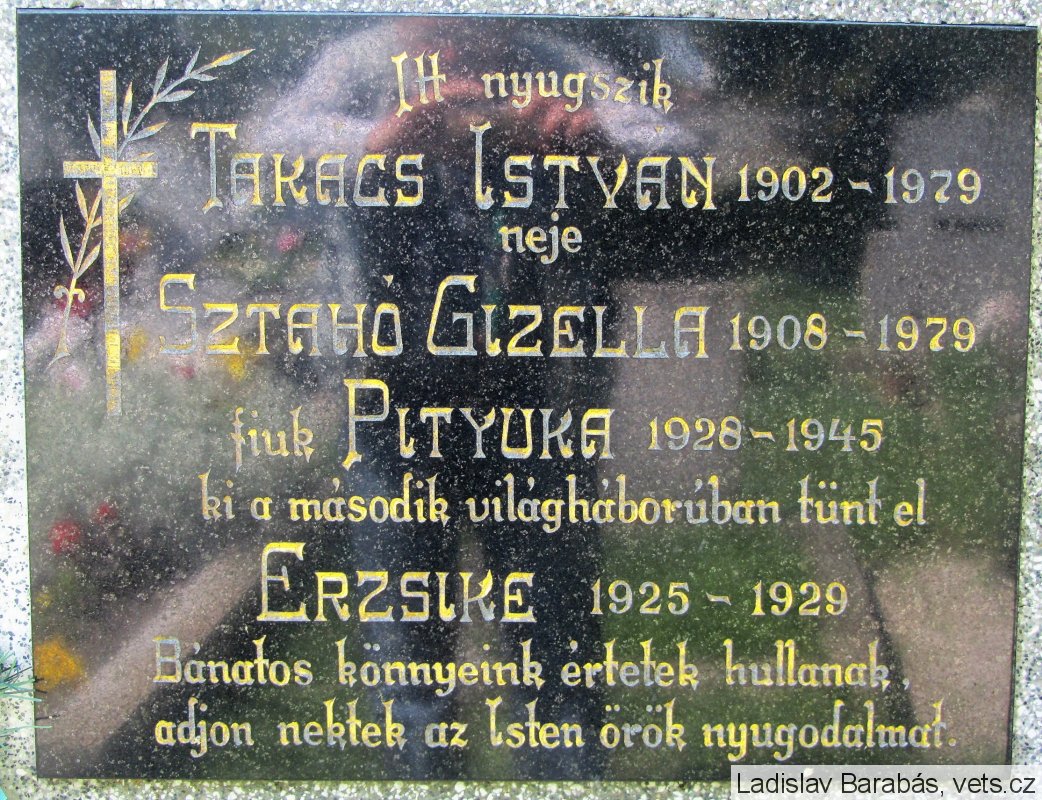 Itt nyugszik
TAKÁCS ISTVÁN 1902 - 1979
neje
SZTAHÓ GIZELLA 1908 - 1979
fiuk PITYUKA 1928 - 1945
ki a második világháborúban tünt el
ERZSIKE 1925 - 1929
Bánatos könnyeink értetek hullanak,
adjon nektek az Isten örök nyugodalmat.
Ladislav Barabás, vets.cz